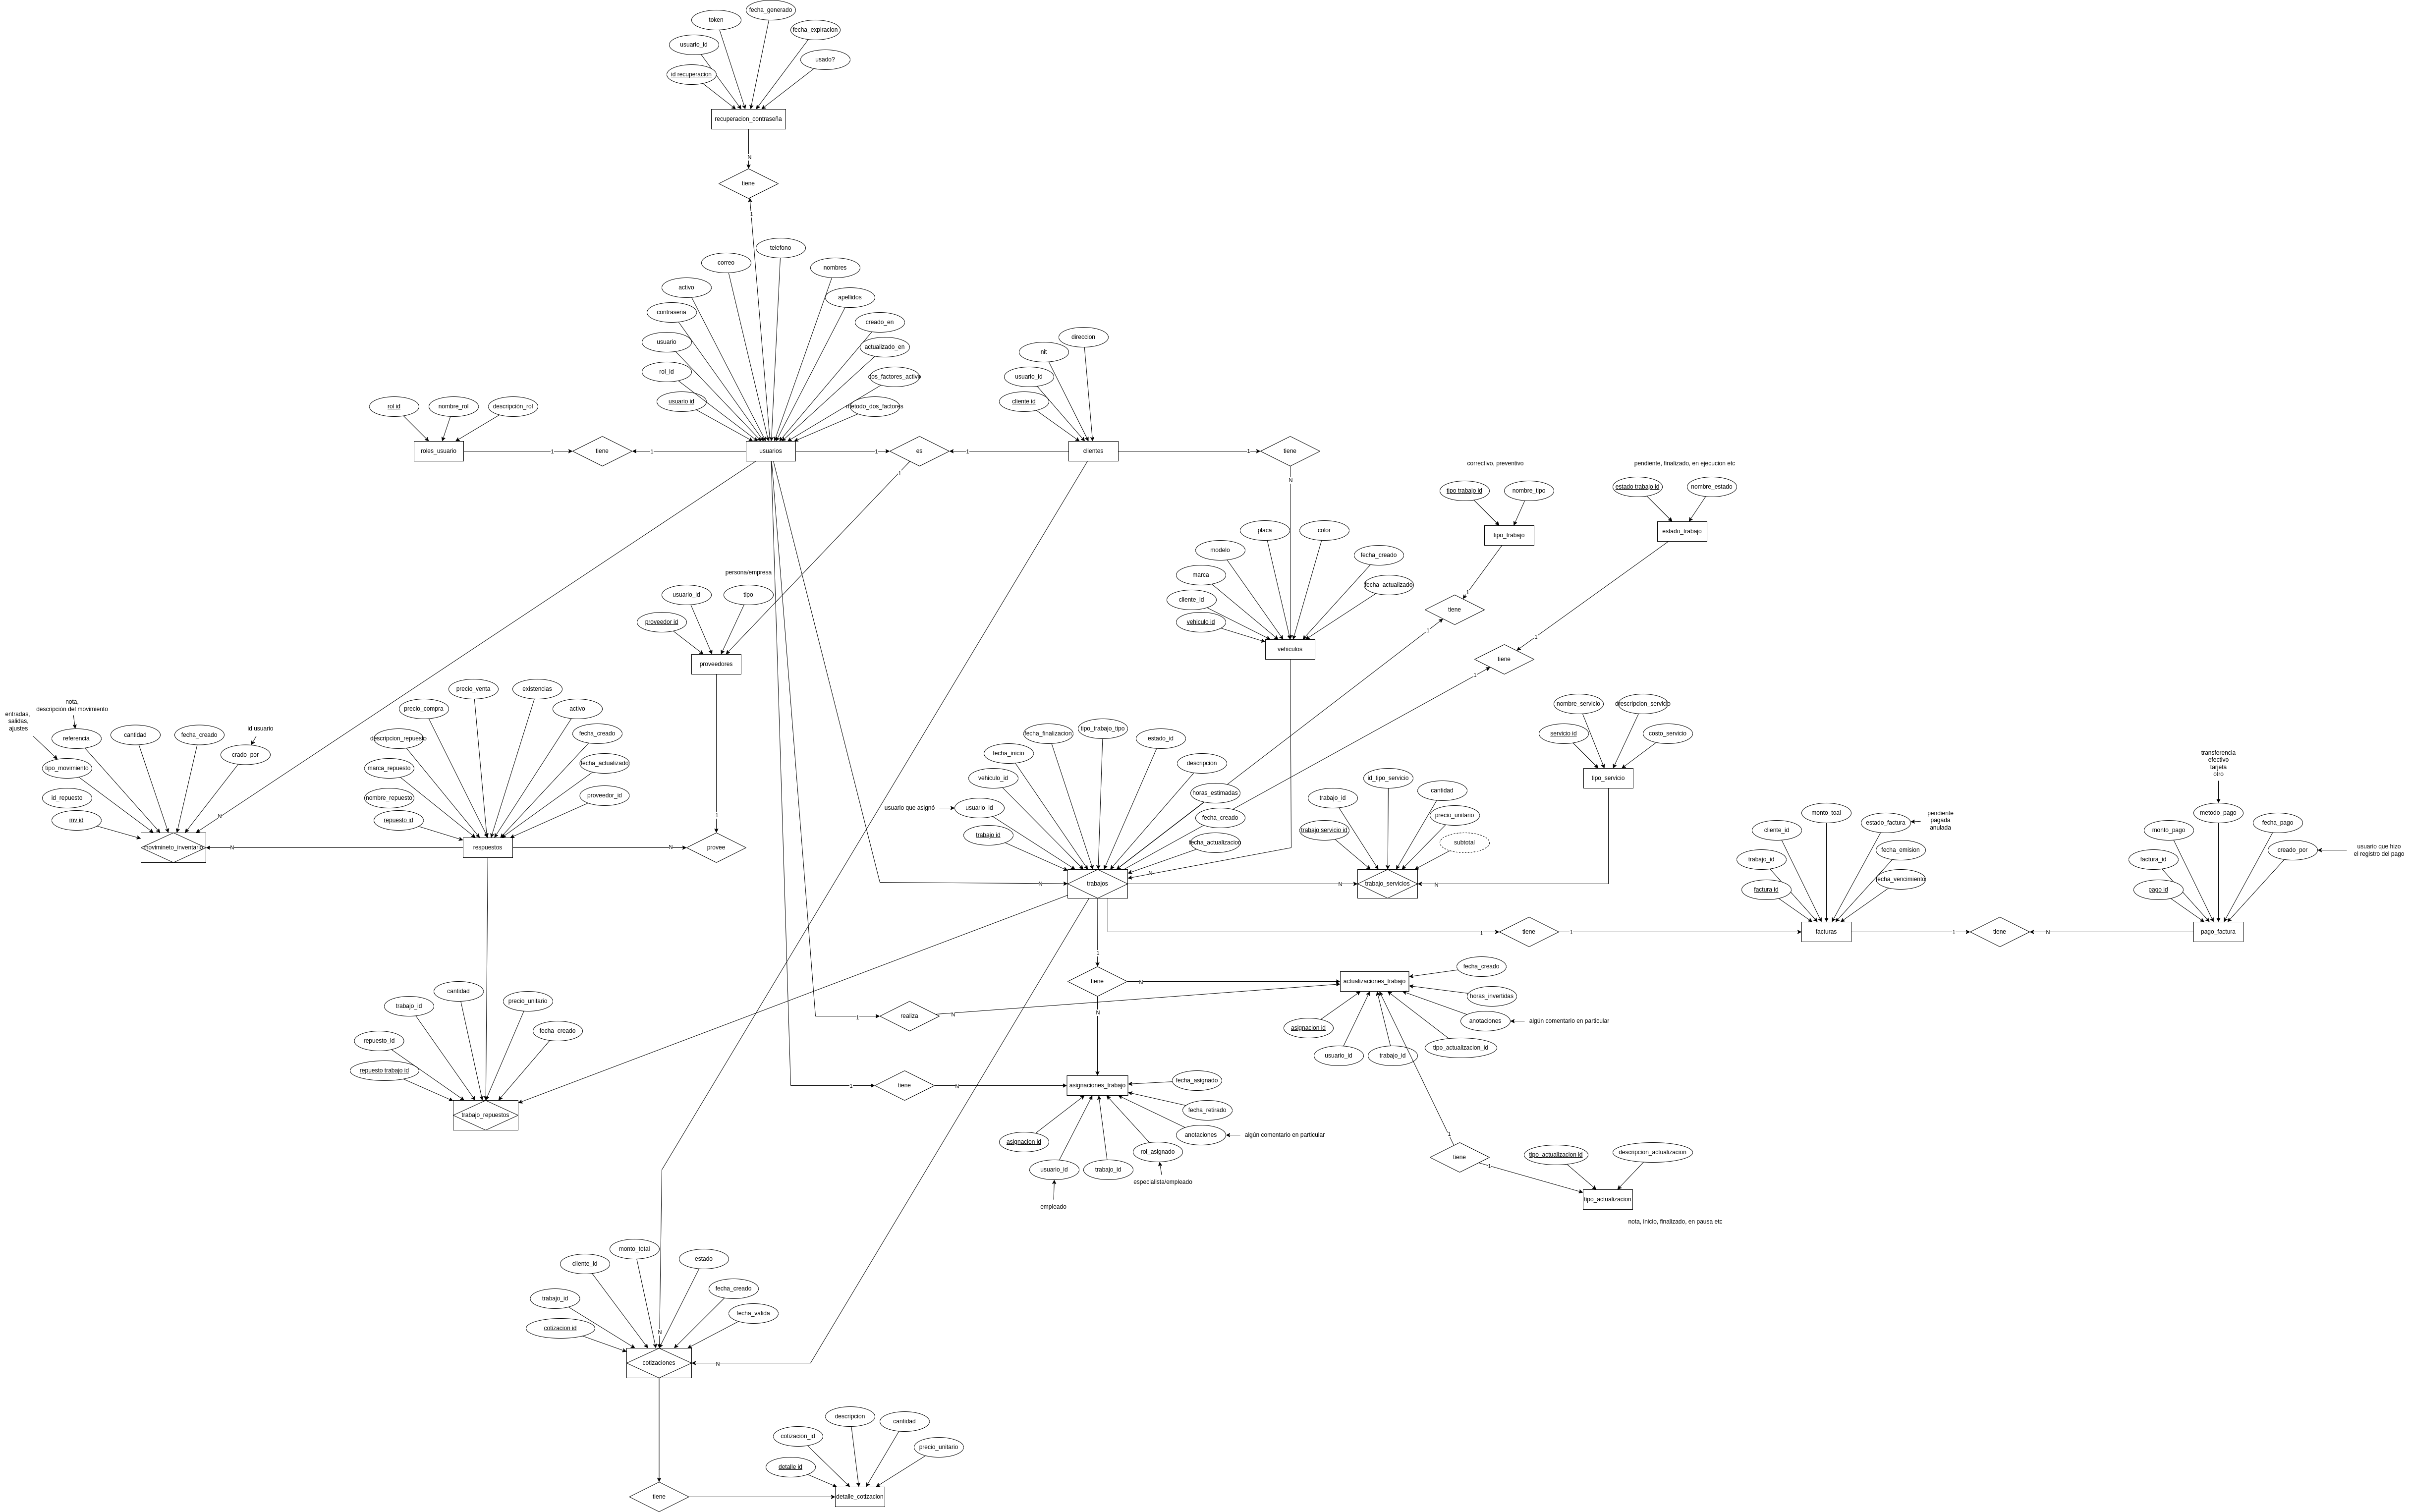 fecha_generado
token
fecha_expiracion
usuario_id
usado?
id recuperacion
recuperacion_contraseña
N
tiene
1
telefono
correo
nombres
activo
apellidos
contraseña
creado_en
usuario
actualizado_en
rol_id
dos_factores_activo
usuario id
metodo_dos_factores
rol id
nombre_rol
descripción_rol
direccion
nit
usuario_id
cliente id
roles_usuario
1
tiene
1
usuarios
1
es
1
clientes
1
tiene
1
N
correctivo, preventivo
tipo trabajo id
nombre_tipo
tipo_trabajo
1
tiene
1
pendiente, finalizado, en ejecucion etc
estado trabajo id
nombre_estado
estado_trabajo
1
tiene
1
placa
color
modelo
fecha_creado
marca
fecha_actualizado
cliente_id
vehiculo id
vehiculos
persona/empresa
usuario_id
tipo
proveedor id
proveedores
1
provee
N
nota,
descripción del movimiento
entradas,
salidas,
ajustes
referencia
cantidad
fecha_creado
id usuario
crado_por
tipo_movimiento
id_repuesto
mv id
N
movimineto_inventario
N
precio_venta
existencias
precio_compra
activo
descripcion_repuesto
fecha_creado
marca_repuesto
fecha_actualizado
nombre_repuesto
proveedor_id
repuesto id
respuestos
fecha_finalizacion
tipo_trabajo_tipo
estado_id
fecha_inicio
descripcion
vehiculo_id
horas_estimadas
usuario que asignó
usuario_id
fecha_creado
trabajo id
fecha_actualizacion
N
N
trabajos
nombre_servicio
drescripcion_servicio
servicio id
costo_servicio
tipo_servicio
id_tipo_servicio
trabajo_id
cantidad
precio_unitario
trabajo servicio id
subtotal
N
trabajo_servicios
N
monto_toal
cliente_id
estado_factura
pendiente
pagada
anulada
trabajo_id
fecha_emision
factura id
fecha_vencimiento
1
tiene
1
facturas
1
tiene
N
transferencia
efectivo
tarjeta
otro
metodo_pago
monto_pago
fecha_pago
factura_id
creado_por
usuario que hizo
el registro del pago
pago id
pago_factura
1
tiene
N
N
actualizaciones_trabajo
fecha_creado
horas_invertidas
anotaciones
algún comentario en particular
asignacion id
usuario_id
trabajo_id
tipo_actualizacion_id
1
realiza
N
1
tiene
N
asignaciones_trabajo
fecha_asignado
fecha_retirado
anotaciones
algún comentario en particular
asignacion id
rol_asignado
usuario_id
trabajo_id
especialista/empleado
empleado
1
tiene
1
tipo_actualizacion id
descripcion_actualizacion
tipo_actualizacion
nota, inicio, finalizado, en pausa etc
cantidad
trabajo_id
precio_unitario
repuesto_id
fecha_creado
repuesto trabajo id
trabajo_repuestos
monto_total
cliente_id
estado
trabajo_id
fecha_creado
fecha_valida
cotizacion id
N
cotizaciones
N
descripcion
cantidad
cotizacion_id
precio_unitario
detalle id
tiene
detalle_cotizacion